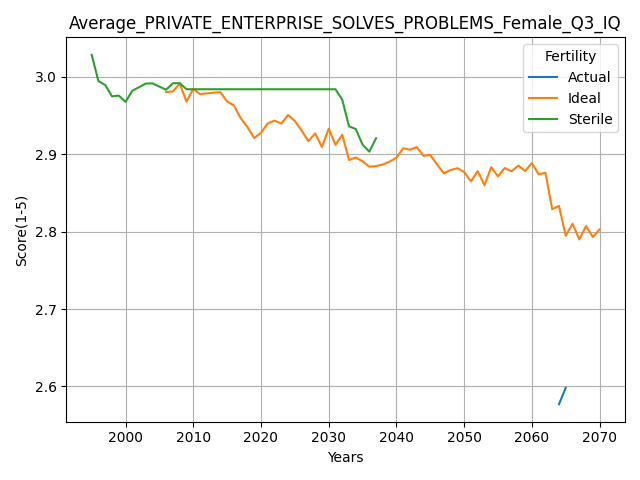 Average_PRIVATE_ENTERPRISE_SOLVES_PROBLEMS_Female_Q3_IQ
Fertility
Actual
Ideal
Sterile
3.0
2.9
2.8
2.7
2.6
Score(1-5)
2000 2010 2020 2030 2040 2050 2060 2070
Years